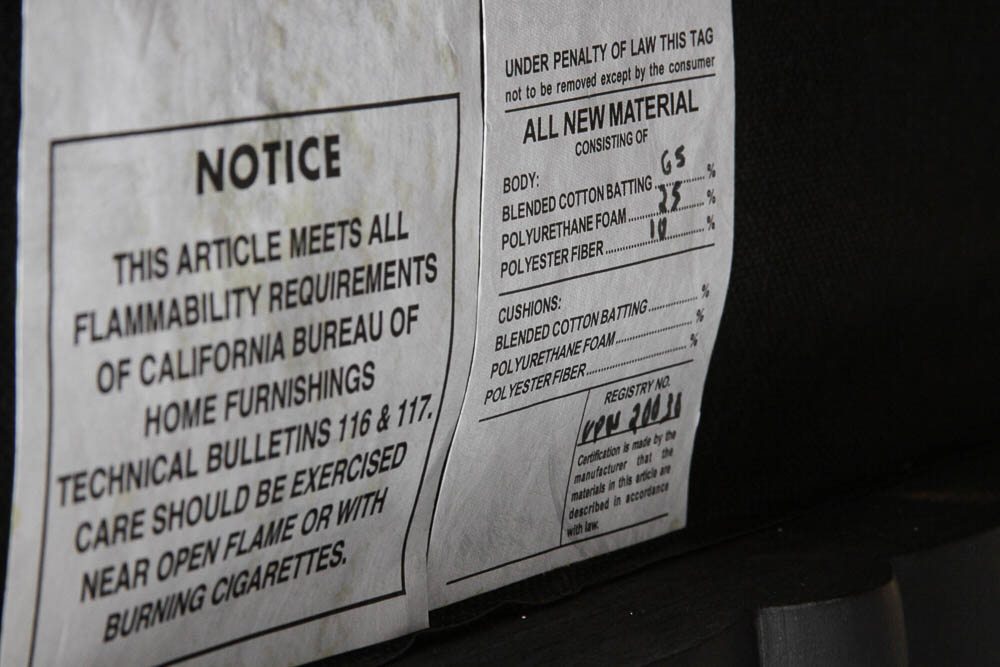 NOTICE
THIS ARTICLE MEETS ALL
FLAMMABILITY REQUIREMENTS
OF CALIFORNIA BUREAU OF
HOME FURNISHINGS
TECHNICAL BULLETINS 116 & 117.
CARE SHOULD BE EXERCISED
NEAR OPEN FLAME OR WITH
BURNING CIGARETTES.
UNDER PENALTY OF LAW THIS TAG
not to be removed except by the consumer
ALL NEW MATERIAL
CONSISTING OF
BODY:
BLENDED COTTON BATTING 65 %
POLYURETHANE FOAM 25 %
POLYESTER FIBER 10 %
CUSHIONS:
BLENDED COTTON BATTING %
POLYURETHANE FOAM %
POLYESTER FIBER %
REGISTRY NO.
Certification is made by the
manufacturer that the
materials in this article are
described in accordance
with law.